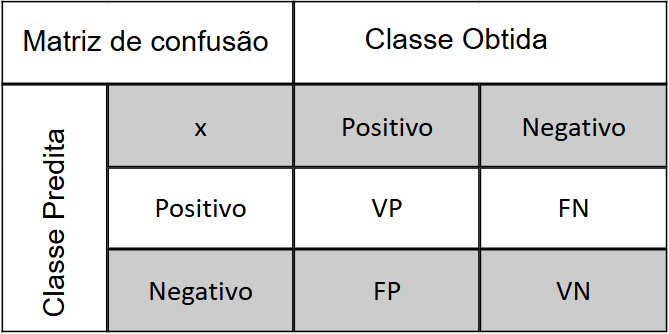 Matriz de confusão
Classe Obtida
Classe Predita
x
Positivo
Negativo
Positivo
VP
FN
Negativo
FP
VN